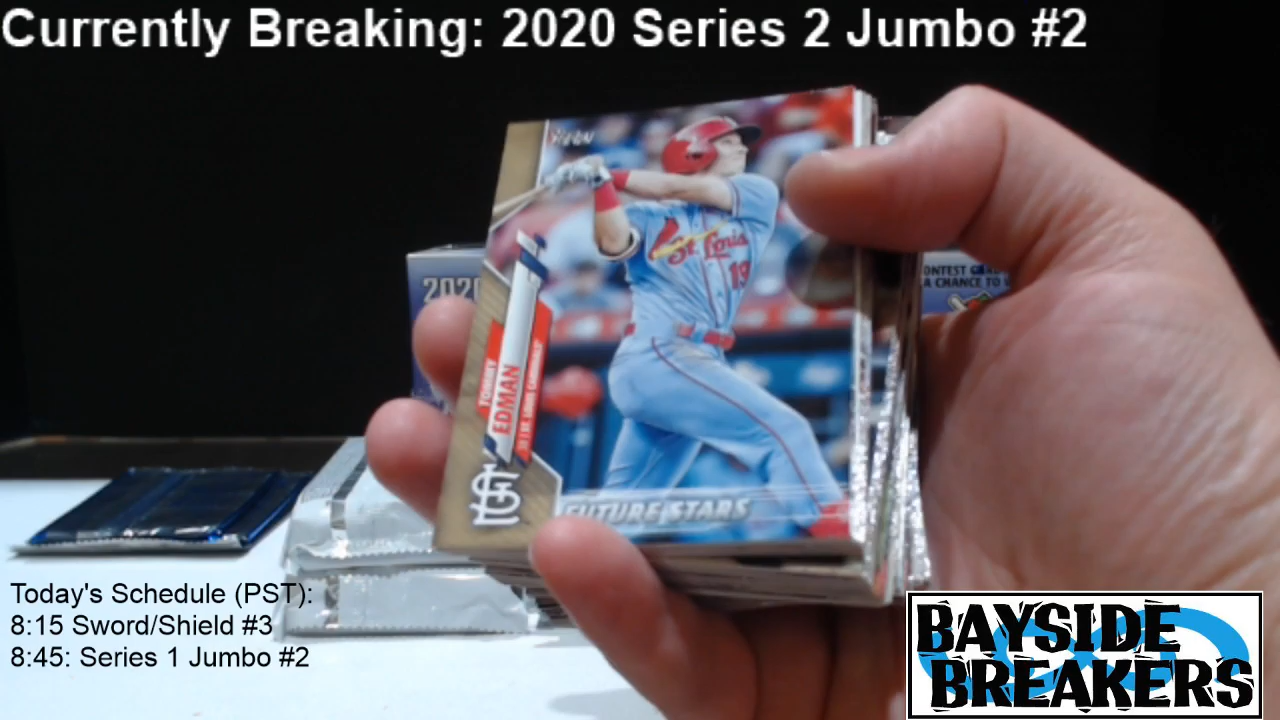 Currently Breaking: 2020 Series 2 Jumbo #2
St. Louis
19
2020
A CHANCE TO
TOMMY
EDMAN
FUTURE STARS
Today's Schedule (PST):
8:15 Sword/Shield #3
8:45: Series 1 Jumbo #2
BAYSIDE
BREAKERS